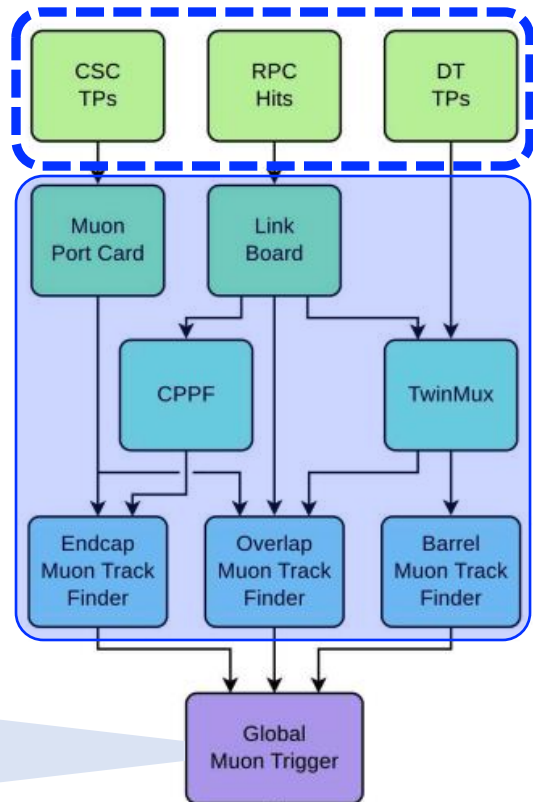 CSC
TPs
RPC
Hits
DT
TPs
Muon
Port Card
Link
Board
CPPF
TwinMux
Endcap
Muon Track
Finder
Overlap
Muon Track
Finder
Barrel
Muon Track
Finder
Global
Muon Trigger